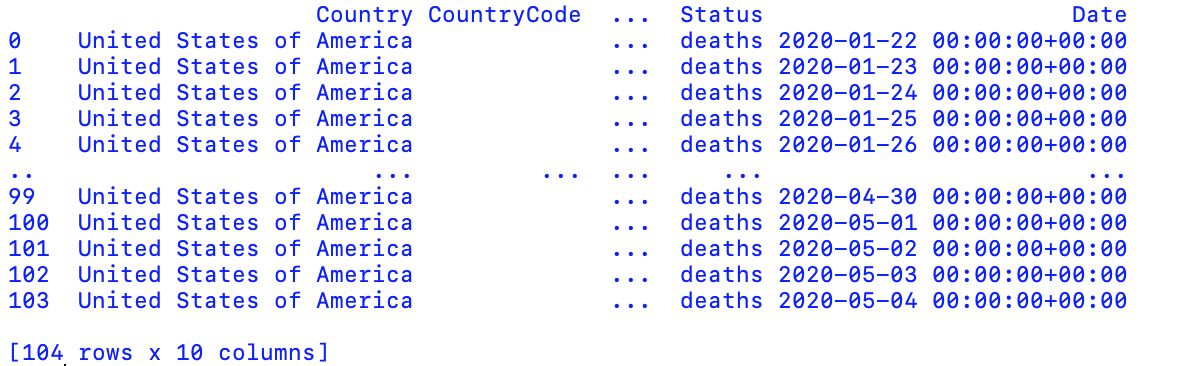 Country CountryCode ... Status Date
0 United States of America ... deaths 2020-01-22 00:00:00+00:00
1 United States of America ... deaths 2020-01-23 00:00:00+00:00
2 United States of America ... deaths 2020-01-24 00:00:00+00:00
3 United States of America ... deaths 2020-01-25 00:00:00+00:00
4 United States of America ... deaths 2020-01-26 00:00:00+00:00
.. ... ... ... ... ...
99 United States of America ... deaths 2020-04-30 00:00:00+00:00
100 United States of America ... deaths 2020-05-01 00:00:00+00:00
101 United States of America ... deaths 2020-05-02 00:00:00+00:00
102 United States of America ... deaths 2020-05-03 00:00:00+00:00
103 United States of America ... deaths 2020-05-04 00:00:00+00:00
[104 rows x 10 columns]